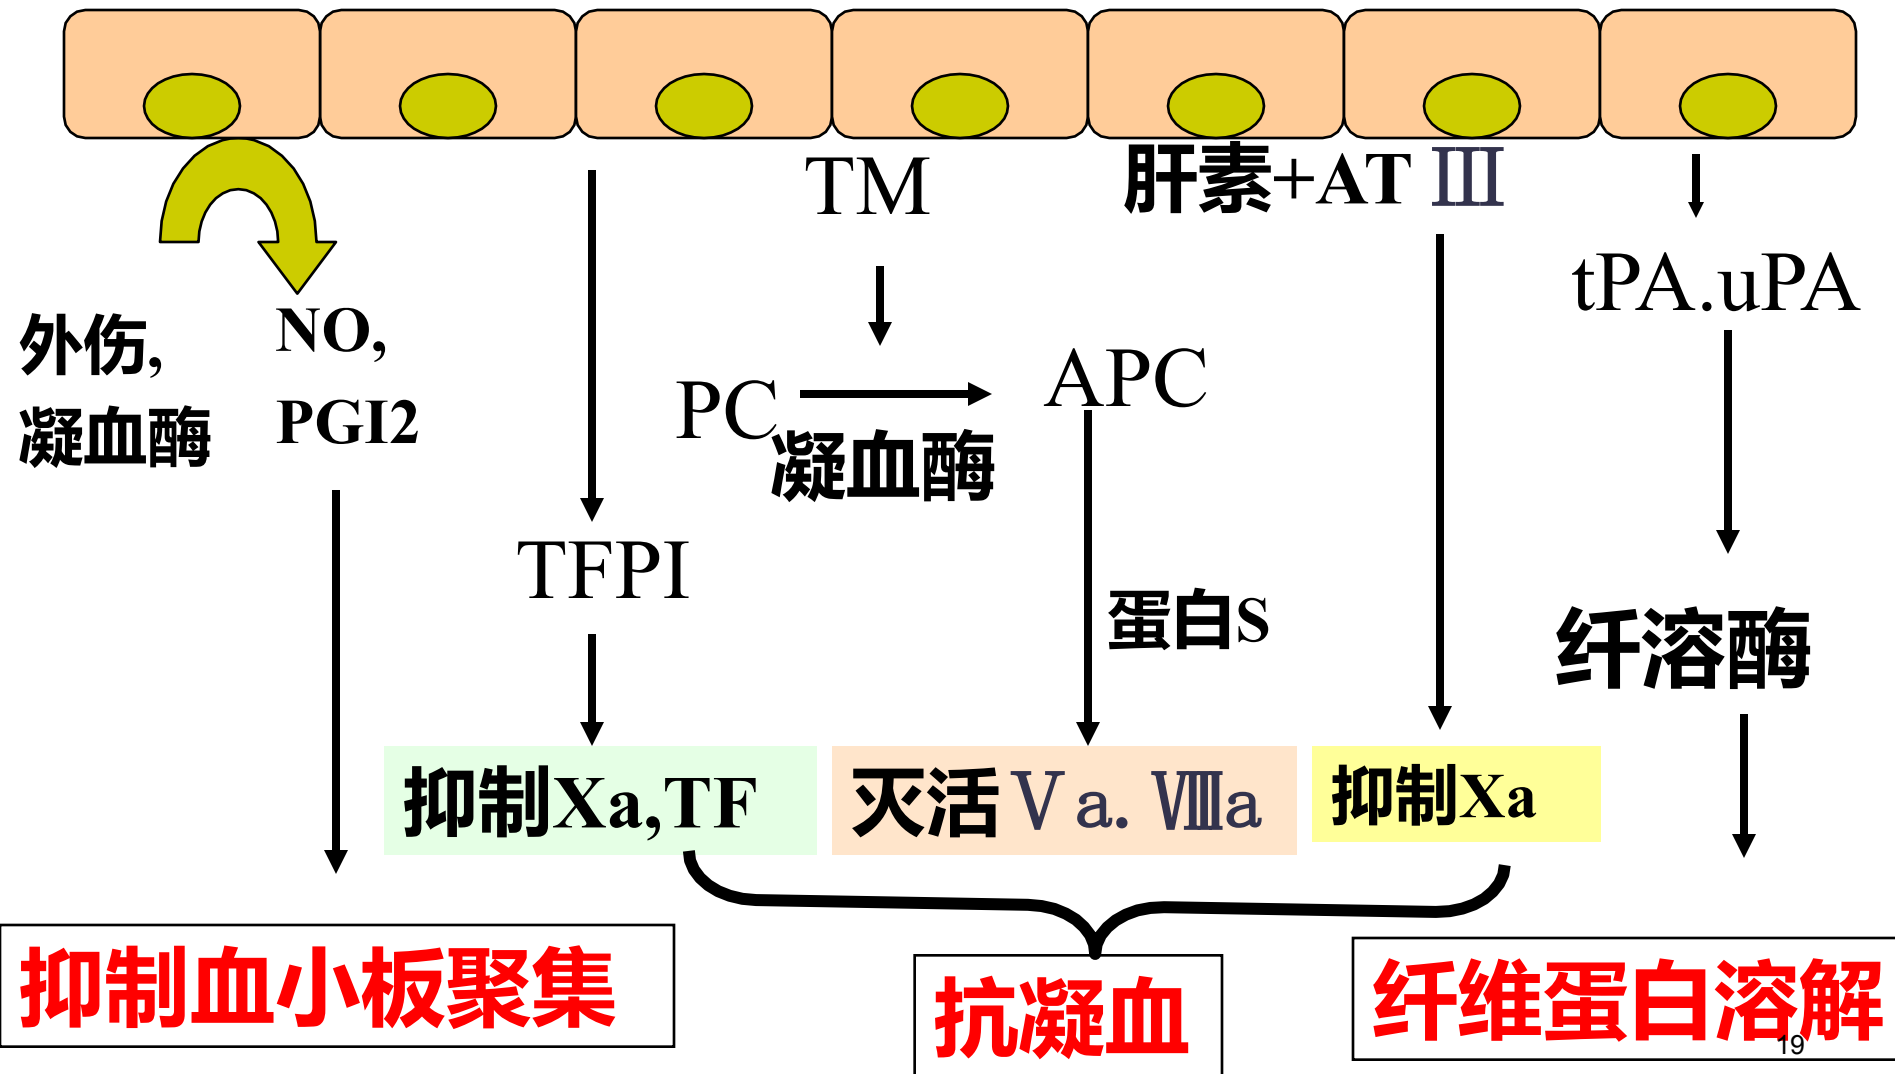 TM
肝素+AT Ⅲ
tPA.uPA
外伤,
凝血酶
NO,
PGI2
PC
APC
凝血酶
TFPI
蛋白S
纤溶酶
抑制Xa,TF
灭活Ⅴa.Ⅷa
抑制Xa
抑制血小板聚集
抗凝血
纤维蛋白溶解
19